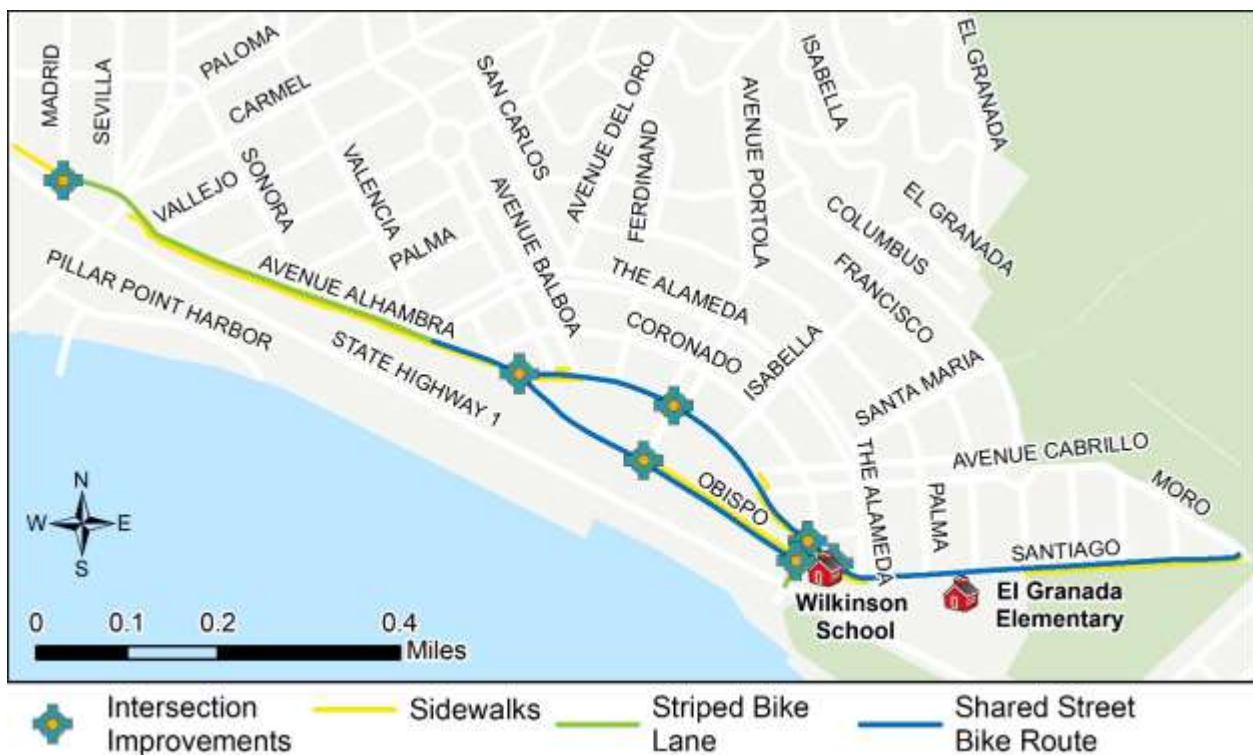 MADRID
SEVILLA
PALOMA
CARMEL
VALLEJO
SONORA
VALENCIA
PALMA
SAN CARLOS
AVENUE BALBOA
AVENUE DEL ORO
FERDINAND
AVENUE PORTOLA
ISABELLA
EL GRANADA
EL GRANADA
COLUMBUS
FRANCISCO
THE ALAMEDA
CORONADO
ISABELLA
SANTA MARIA
AVENUE ALHAMBRA
PILLAR POINT HARBOR
STATE HIGHWAY 1
OBISPO
THE ALAMEDA
PALMA
AVENUE CABRILLO
MORO
SANTIAGO
Wilkinson
School
El Granada
Elementary
N
W E
S
0 0.1 0.2 0.4
Miles
Intersection
Improvements
Sidewalks
Striped Bike
Lane
Shared Street
Bike Route